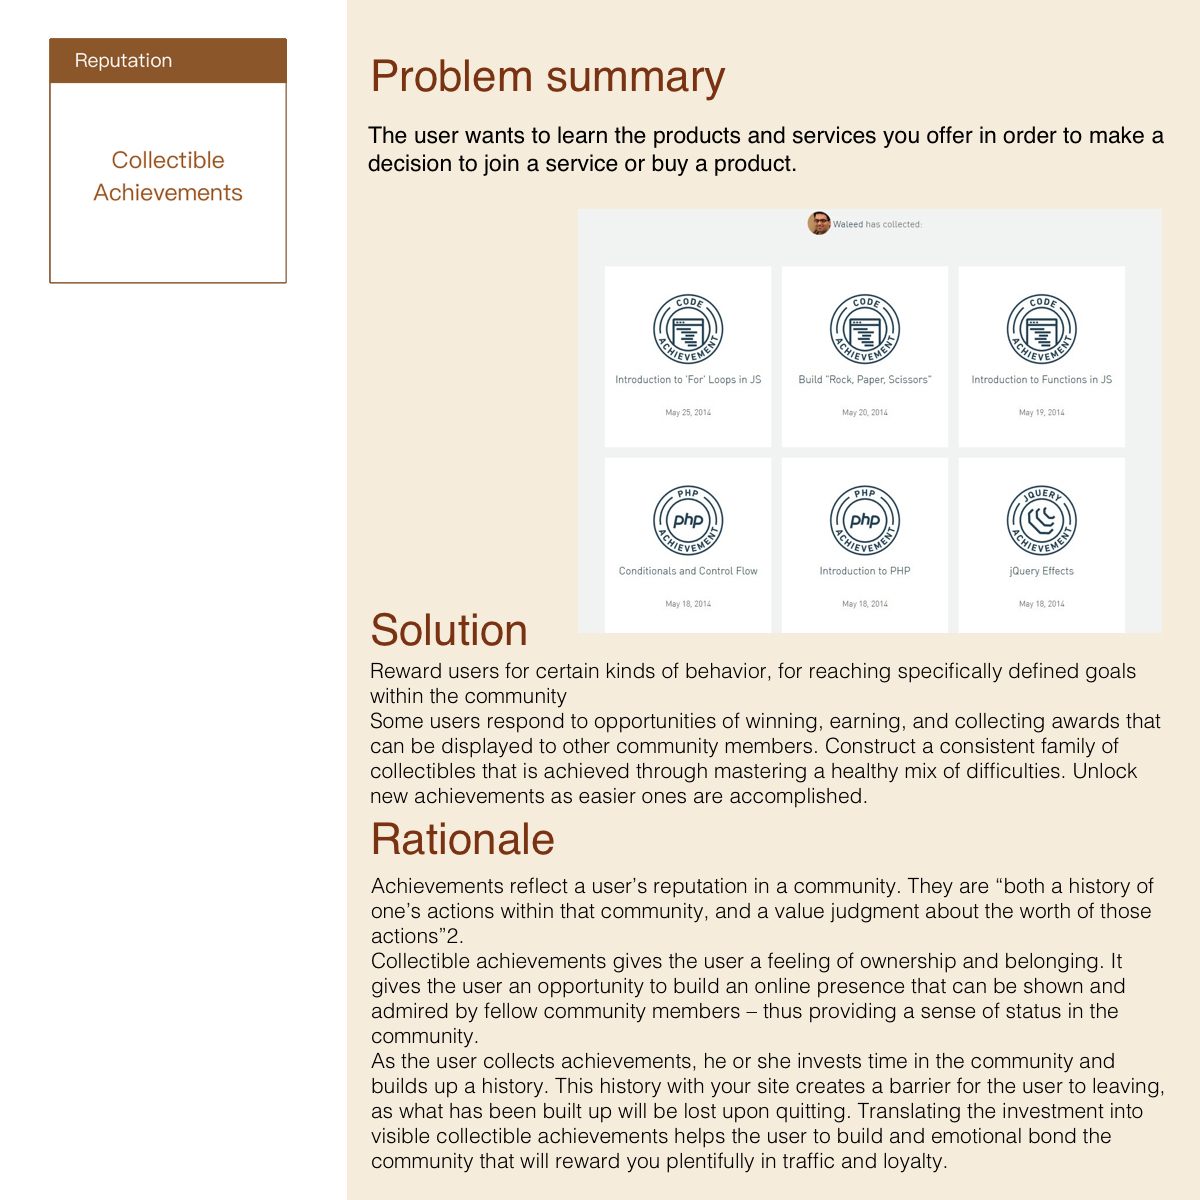 Reputation
Collectible
Achievements
Problem summary
The user wants to learn the products and services you offer in order to make a
decision to join a service or buy a product.
Waleed has collected:
CODE ACHIEVEMENT
Introduction to 'For' Loops in JS
May 25, 2014
CODE ACHIEVEMENT
Build "Rock, Paper, Scissors"
May 20, 2014
CODE ACHIEVEMENT
Introduction to Functions in JS
May 19, 2014
PHP ACHIEVEMENT
php
Conditionals and Control Flow
May 18, 2014
PHP ACHIEVEMENT
php
Introduction to PHP
May 18, 2014
JQUERY ACHIEVEMENT
jQuery Effects
May 18, 2014
Solution
Reward users for certain kinds of behavior, for reaching specifically defined goals
within the community
Some users respond to opportunities of winning, earning, and collecting awards that
can be displayed to other community members. Construct a consistent family of
collectibles that is achieved through mastering a healthy mix of difficulties. Unlock
new achievements as easier ones are accomplished.
Rationale
Achievements reflect a user’s reputation in a community. They are “both a history of
one’s actions within that community, and a value judgment about the worth of those
actions”2.
Collectible achievements gives the user a feeling of ownership and belonging. It
gives the user an opportunity to build an online presence that can be shown and
admired by fellow community members – thus providing a sense of status in the
community.
As the user collects achievements, he or she invests time in the community and
builds up a history. This history with your site creates a barrier for the user to leaving,
as what has been built up will be lost upon quitting. Translating the investment into
visible collectible achievements helps the user to build and emotional bond the
community that will reward you plentifully in traffic and loyalty.